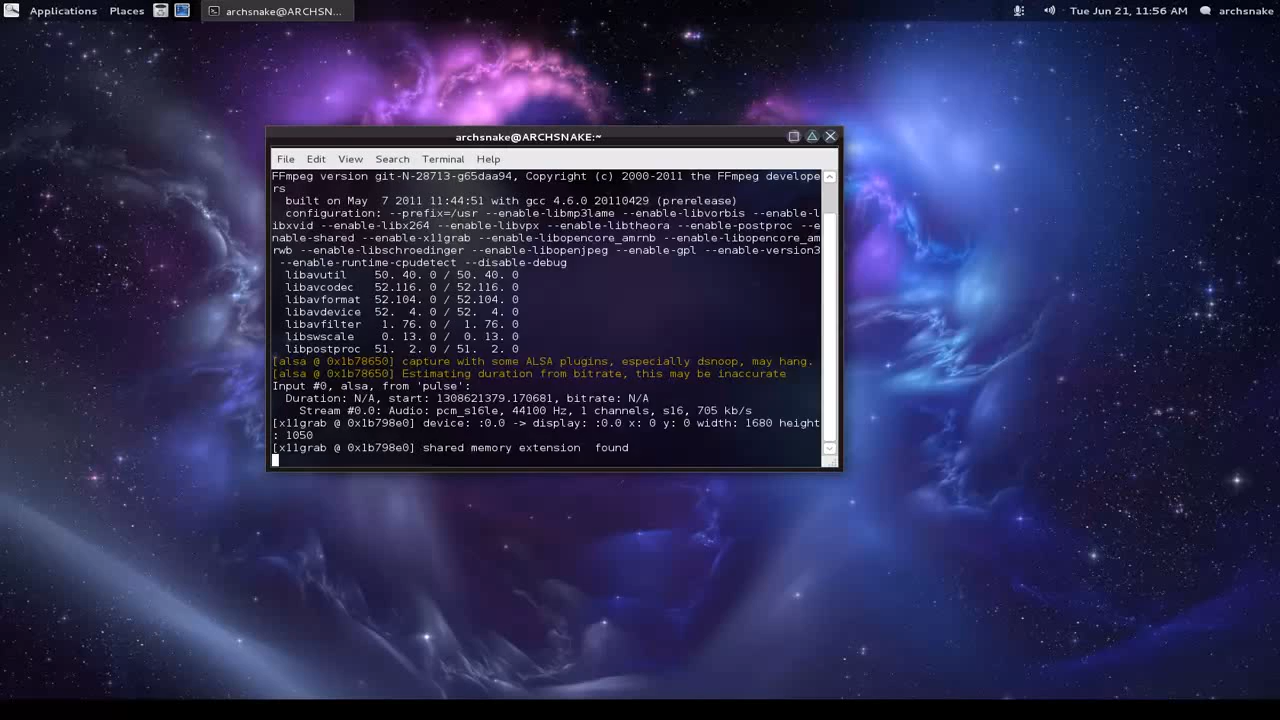 Applications Places archsnake@ARCHSN... Tue Jun 21, 11:56 AM archsnake
archsnake@ARCHSNAKE:~
File Edit View Search Terminal Help
FFmpeg version git-N-28713-g65daa94, Copyright (c) 2000-2011 the FFmpeg develope
rs
built on May  7 2011 11:44:51 with gcc 4.6.0 20110429 (prerelease)
configuration: --prefix=/usr --enable-libmp3lame --enable-libvorbis --enable-l
ibxvid --enable-libx264 --enable-libvpx --enable-libtheora --enable-postproc --e
nable-shared --enable-x11grab --enable-libopencore_amrnb --enable-libopencore_am
rwb --enable-libschroedinger --enable-libopenjpeg --enable-gpl --enable-version3
--enable-runtime-cpudetect --disable-debug
libavutil    50. 40. 0 / 50. 40. 0
libavcodec   52.116. 0 / 52.116. 0
libavformat  52.104. 0 / 52.104. 0
libavdevice  52.  4. 0 / 52.  4. 0
libavfilter   1. 76. 0 /  1. 76. 0
libswscale    0. 13. 0 /  0. 13. 0
libpostproc  51.  2. 0 / 51.  2. 0
[alsa @ 0x1b78650] capture with some ALSA plugins, especially dsnoop, may hang.
[alsa @ 0x1b78650] Estimating duration from bitrate, this may be inaccurate
Input #0, alsa, from 'pulse':
Duration: N/A, start: 1308621379.170681, bitrate: N/A
Stream #0.0: Audio: pcm_s16le, 44100 Hz, 1 channels, s16, 705 kb/s
[x11grab @ 0x1b798e0] device: :0.0 -> display: :0.0 x: 0 y: 0 width: 1680 height
: 1050
[x11grab @ 0x1b798e0] shared memory extension  found